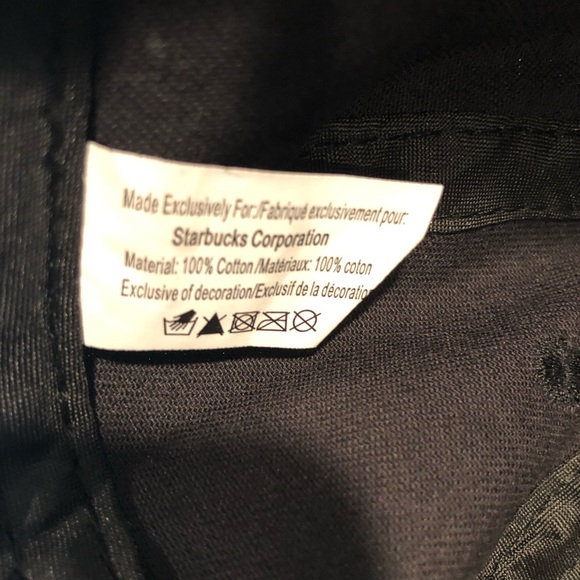 Made Exclusively For:/Fabriqué exclusivement pour:
Starbucks Corporation
Material: 100% Cotton/Matériaux: 100% coton
Exclusive of decoration/Exclusif de la décoration